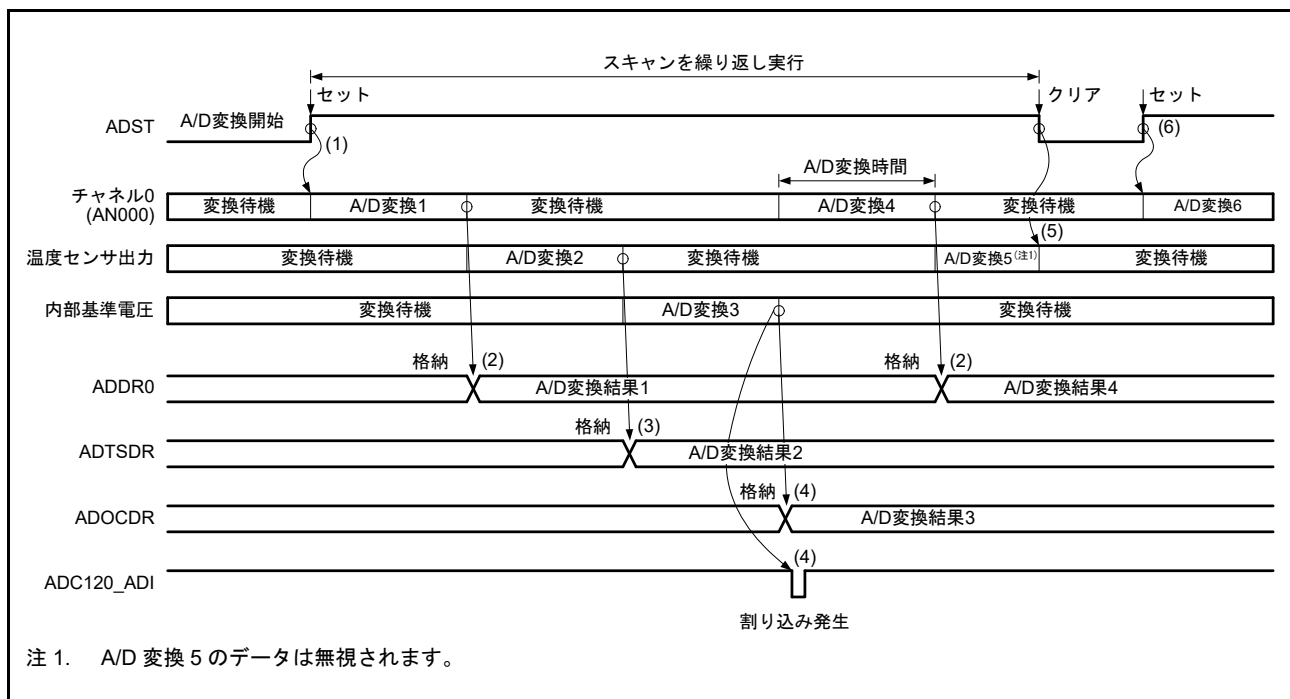 スキャンを繰り返し実行
セット
クリア
セット
ADST
A/D変換開始
(1)
(6)
A/D変換時間
チャネル0
(AN000)
変換待機
A/D変換1
変換待機
A/D変換4
変換待機
A/D変換6
(5)
温度センサ出力
変換待機
A/D変換2
変換待機
A/D変換5(注1)
変換待機
内部基準電圧
変換待機
A/D変換3
変換待機
格納
(2)
格納
(2)
ADDR0
A/D変換結果1
A/D変換結果4
格納
(3)
ADTSDR
A/D変換結果2
格納
(4)
ADOCDR
A/D変換結果3
(4)
ADC120_ADI
割り込み発生
注 1. A/D 変換 5 のデータは無視されます。